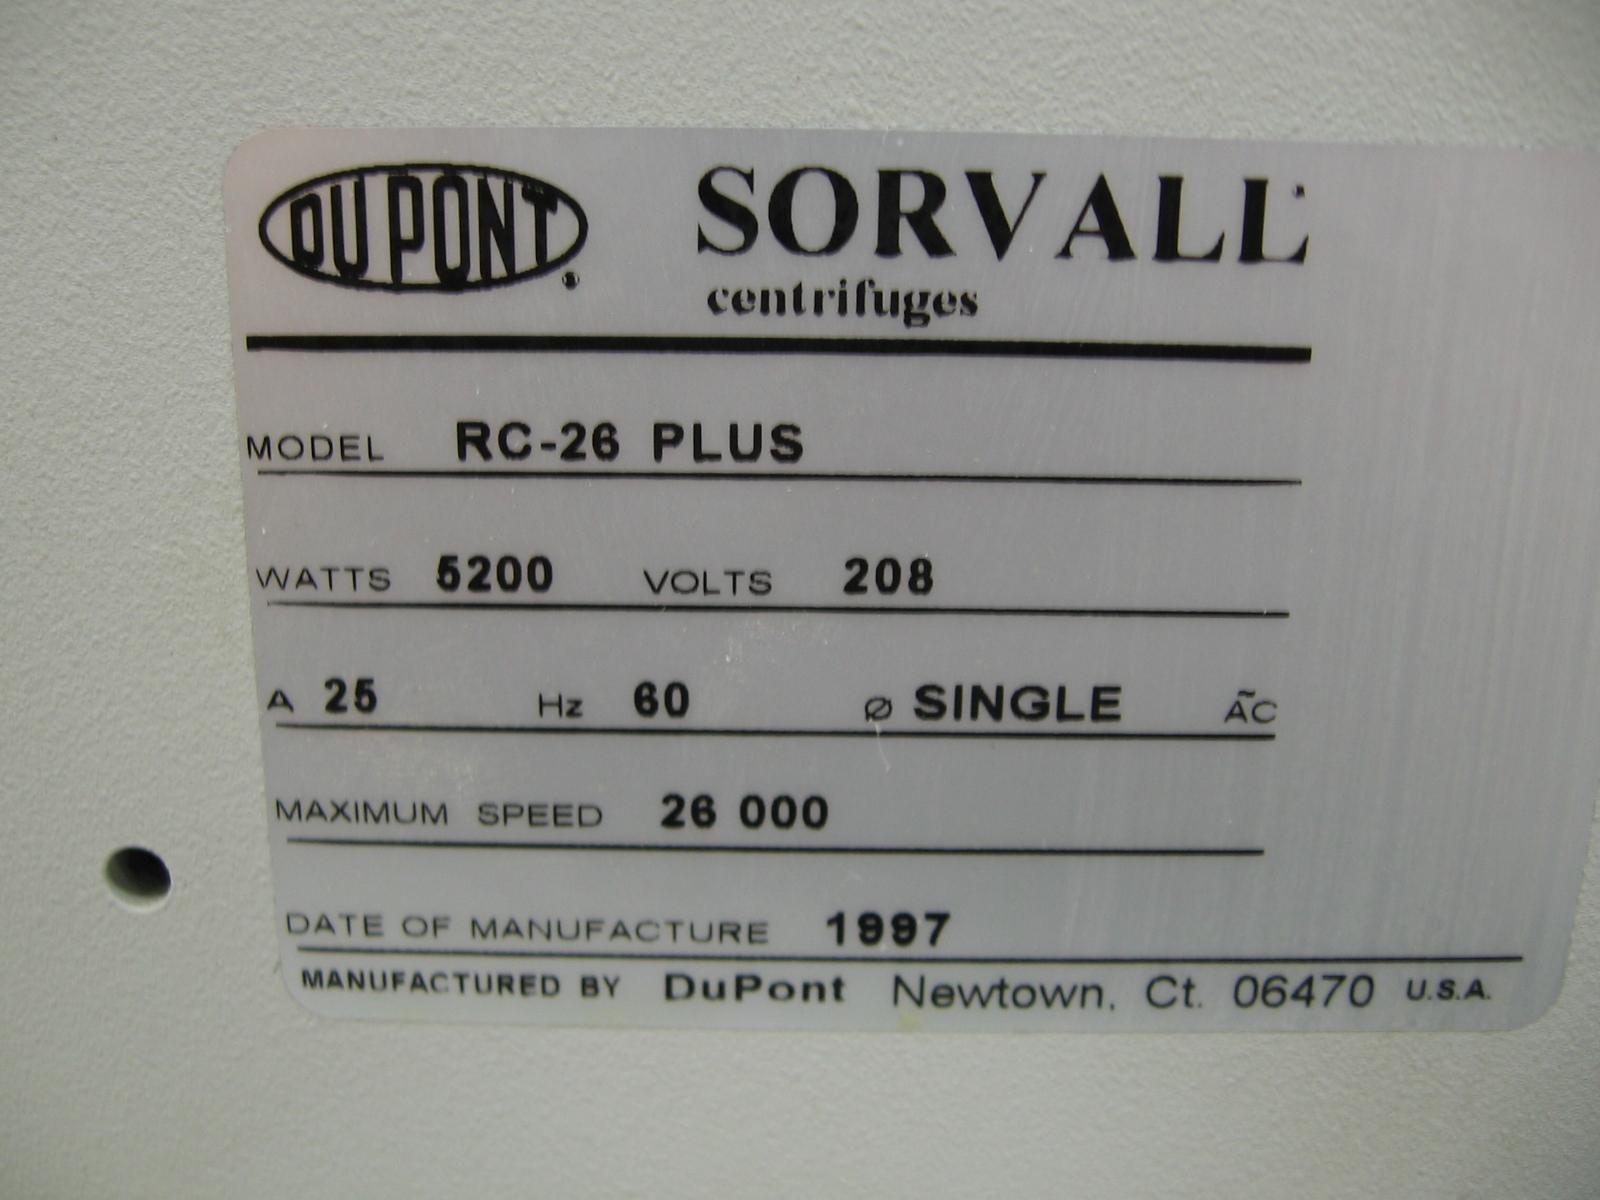 DU PONT ® SORVALL
centrifuges
MODEL RC-26 PLUS
WATTS 5200 VOLTS 208
A 25 Hz 60 ø SINGLE ÃC
MAXIMUM SPEED 26 000
DATE OF MANUFACTURE 1997
MANUFACTURED BY DuPont Newtown, Ct. 06470 U.S.A.